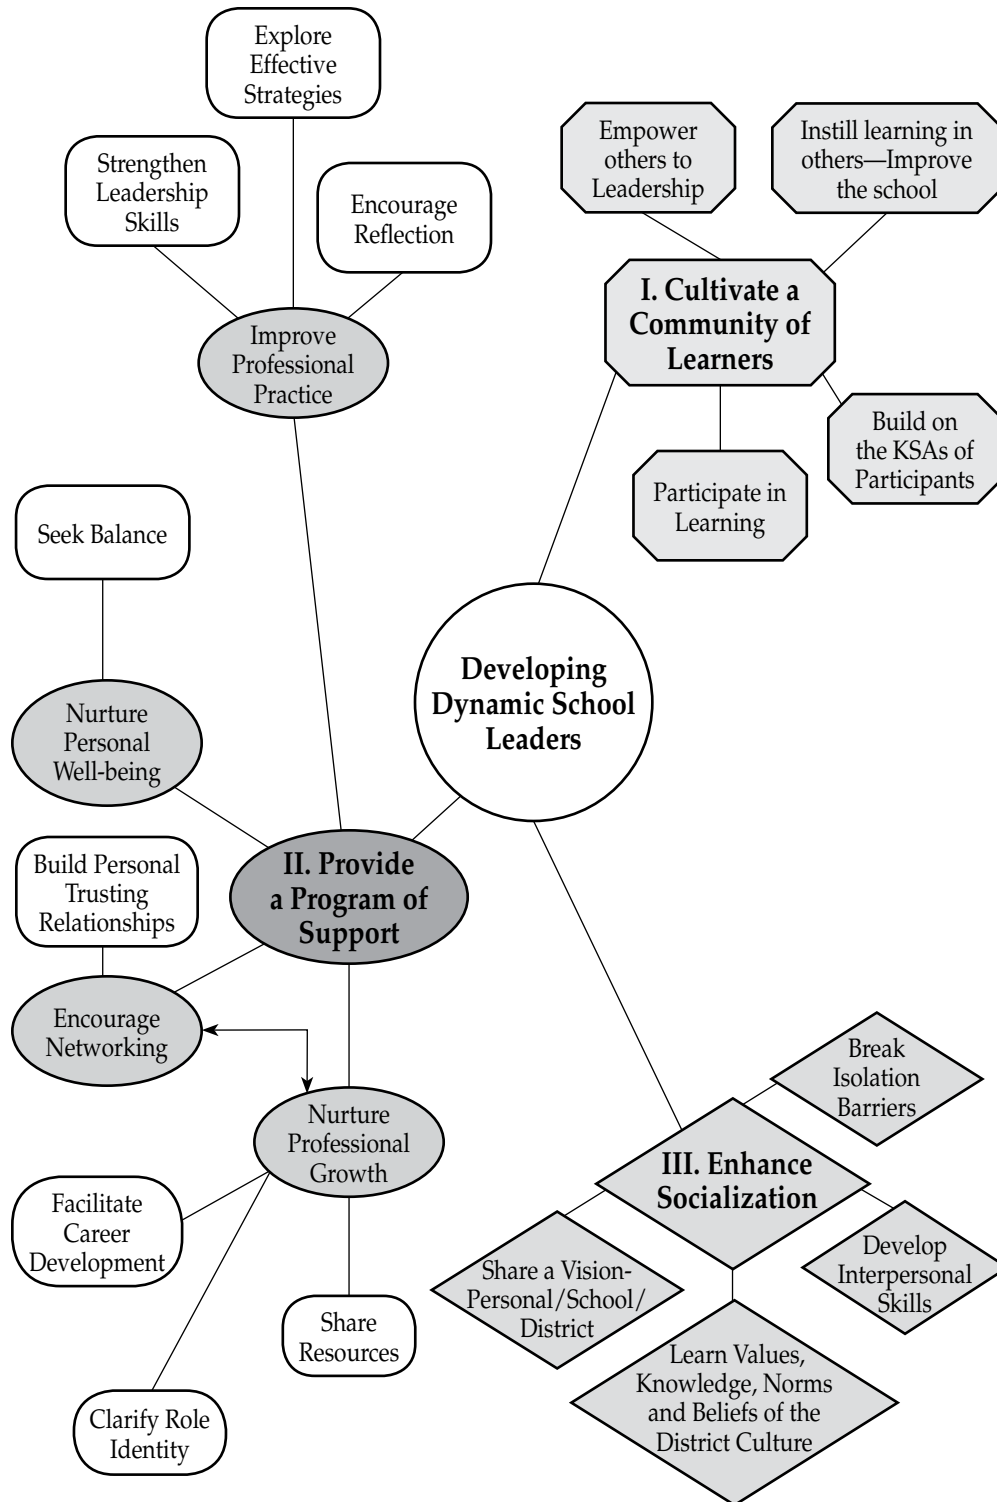 Explore
Effective
Strategies
Strengthen
Leadership
Skills
Encourage
Reflection
Improve
Professional
Practice
Empower
others to
Leadership
Instill learning in
others—Improve
the school
I. Cultivate a
Community of
Learners
Build on
the KSAs of
Participants
Participate in
Learning
Seek Balance
Nurture
Personal
Well-being
Developing
Dynamic School
Leaders
Build Personal
Trusting
Relationships
II. Provide
a Program of
Support
Encourage
Networking
Nurture
Professional
Growth
Facilitate
Career
Development
Share
Resources
Clarify Role
Identity
Break
Isolation
Barriers
III. Enhance
Socialization
Share a Vision-
Personal/School/
District
Develop
Interpersonal
Skills
Learn Values,
Knowledge, Norms
and Beliefs of the
District Culture